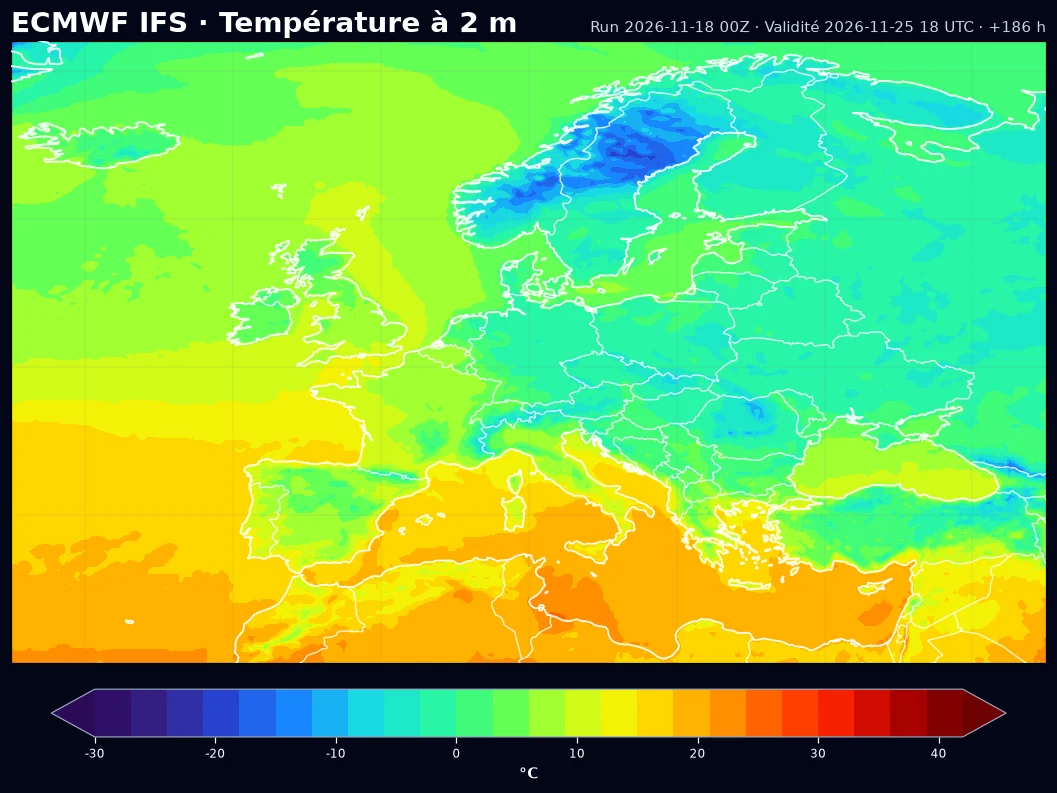 ECMWF IFS · Température à 2 m
Run 2026-11-18 00Z · Validité 2026-11-25 18 UTC · +186 h
-30 -20 -10 0 10 20 30 40
°C